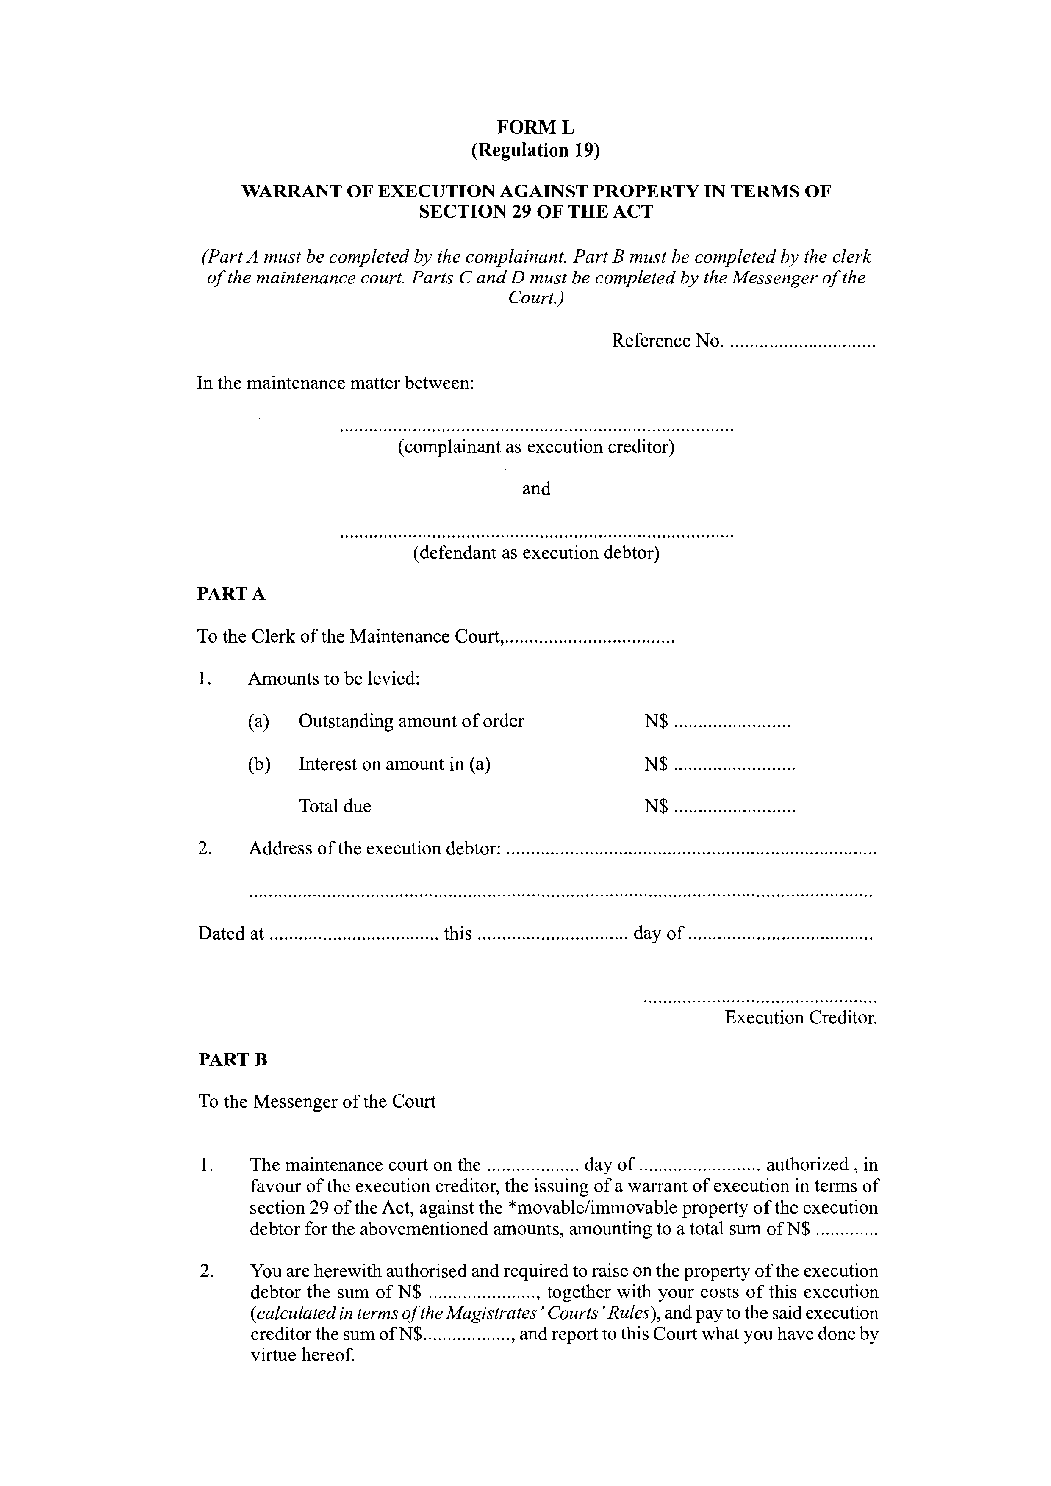 FORM L
(Regulation 19)
WARRANT OF EXECUTION AGAINST PROPERTY IN TERMS OF
SECTION 29 OF THE ACT
(Part A must be completed by the complainant. Part B must be completed by the clerk
of the maintenance court. Parts C and D must be completed by the Messenger of the
Court.)
Reference No. ..............................
In the maintenance matter between:
................................................................................
(complainant as execution creditor)
and
................................................................................
(defendant as execution debtor)
PART A
To the Clerk of the Maintenance Court,...................................
1. Amounts to be levied:
(a) Outstanding amount of order N$ ........................
(b) Interest on amount in (a) N$ .........................
Total due N$ .........................
2. Address of the execution debtor: ............................................................................
................................................................................................................................
Dated at ................................... this ............................... day of ......................................
................................................
Execution Creditor.
PART B
To the Messenger of the Court
1. The maintenance court on the ................... day of ......................... authorized , in
favour of the execution creditor, the issuing of a warrant of execution in terms of
section 29 of the Act, against the *movable/immovable property of the execution
debtor for the abovementioned amounts, amounting to a total sum of N$ .............
2. You are herewith authorised and required to raise on the property of the execution
debtor the sum of N$ ......................, together with your costs of this execution
(calculated in terms of the Magistrates' Courts' Rules), and pay to the said execution
creditor the sum of N$.................., and report to this Court what you have done by
virtue hereof.